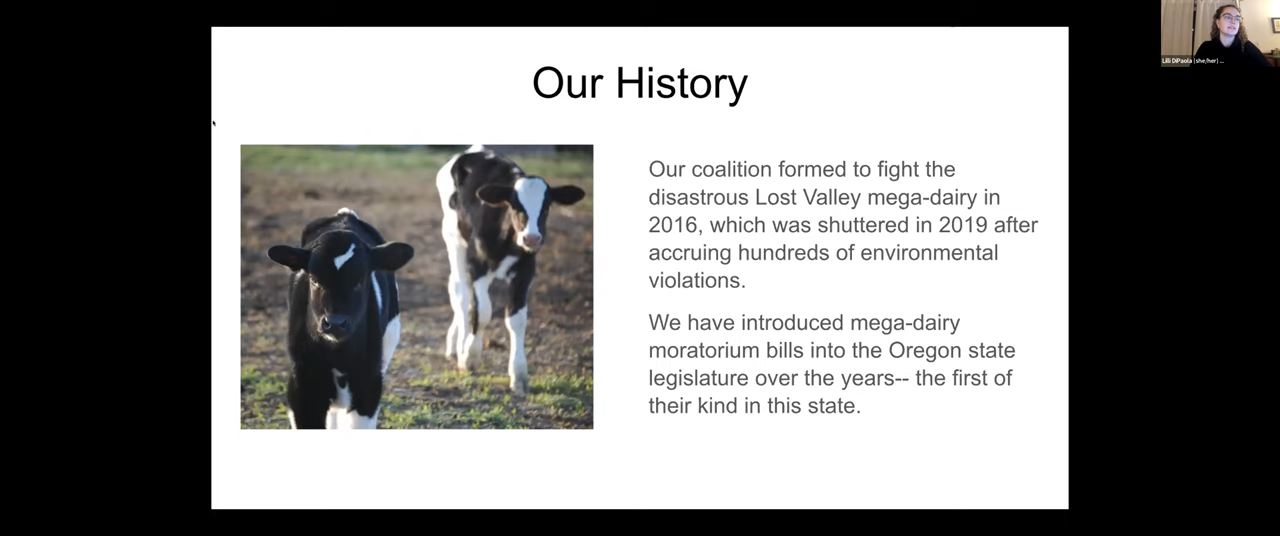 Our History
Our coalition formed to fight the
disastrous Lost Valley mega-dairy in
2016, which was shuttered in 2019 after
accruing hundreds of environmental
violations.
We have introduced mega-dairy
moratorium bills into the Oregon state
legislature over the years-- the first of
their kind in this state.
Lili DiPaola (she/her) ...